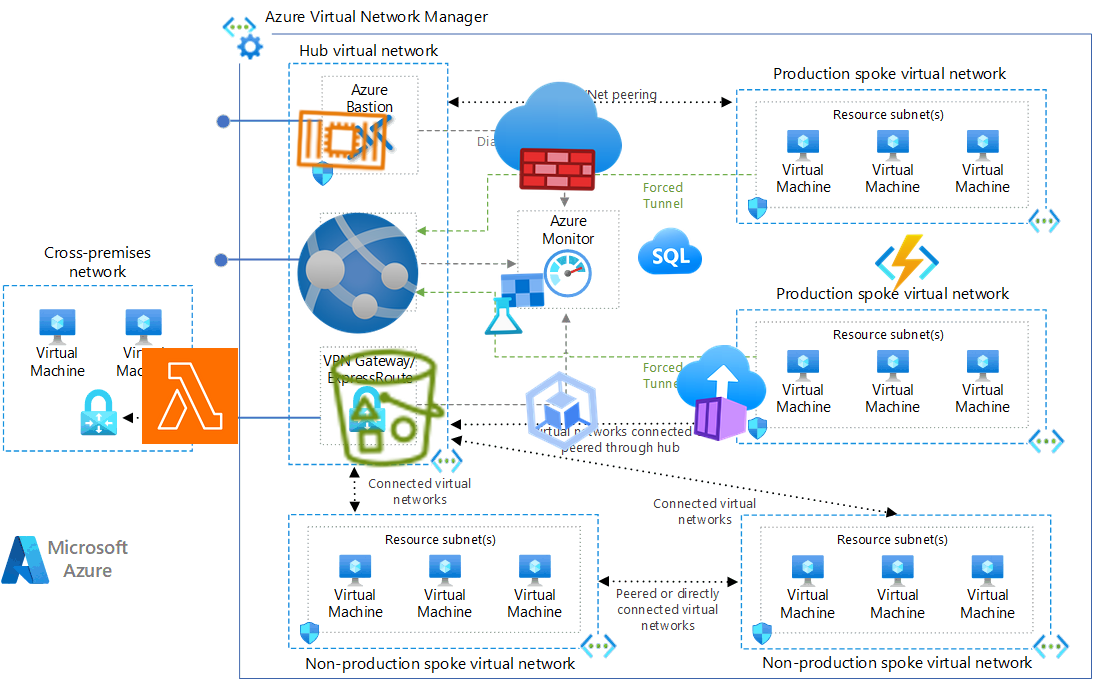 Azure Virtual Network Manager
Hub virtual network
Azure
Bastion
Net peering
Production spoke virtual network
Resource subnet(s)
Virtual
Machine
Virtual
Machine
Virtual
Machine
Forced
Tunnel
Azure
Monitor
SQL
Cross-premises
network
Virtual
Machine
Production spoke virtual network
Resource subnet(s)
Virtual
Machine
Virtual
Machine
Virtual
Machine
VPN Gateway/
ExpressRoute
Forced
Virtual networks connected
peered through hub
Connected virtual
networks
Connected virtual
networks
Resource subnet(s)
Virtual
Machine
Virtual
Machine
Virtual
Machine
Non-production spoke virtual network
Peered or directly
connected virtual
networks
Resource subnet(s)
Virtual
Machine
Virtual
Machine
Virtual
Machine
Non-production spoke virtual network
Microsoft
Azure